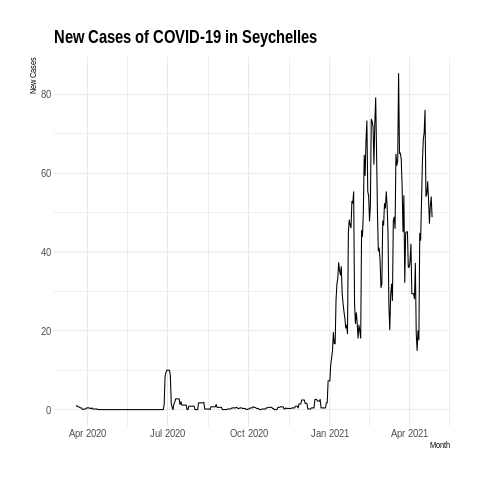 New Cases of COVID-19 in Seychelles
New Cases
80
60
40
20
0
Apr 2020 Jul 2020 Oct 2020 Jan 2021 Apr 2021
Month